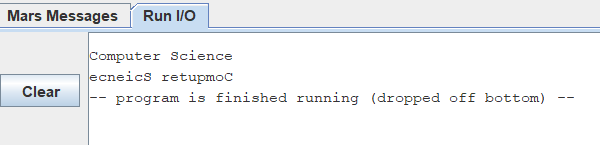 Mars Messages Run I/O
Computer Science
ecneicS retupmoC
Clear
-- program is finished running (dropped off bottom) --